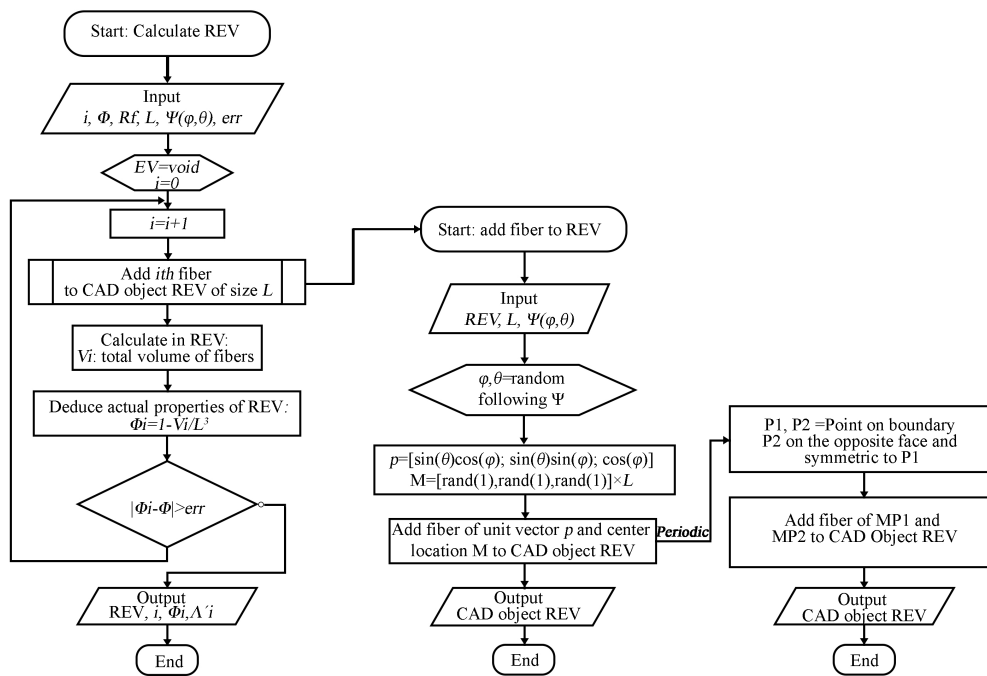 Start: Calculate REV
Input
i, Φ, Rf, L, Ψ(φ,θ), err
EV=void
i=0
i=i+1
Add ith fiber
to CAD object REV of size L
Calculate in REV:
Vi: total volume of fibers
Deduce actual properties of REV:
Φi=1-Vi/L³
|Φi-Φ|>err
Output
REV, i, Φi,Λ´i
End
Start: add fiber to REV
Input
REV, L, Ψ(φ,θ)
φ,θ=random
following Ψ
p=[sin(θ)cos(φ); sin(θ)sin(φ); cos(φ)]
M=[rand(1),rand(1),rand(1)]×L
Add fiber of unit vector p and center
location M to CAD object REV
Periodic
Output
CAD object REV
End
P1, P2 =Point on boundary
P2 on the opposite face and
symmetric to P1
Add fiber of MP1 and
MP2 to CAD Object REV
Output
CAD object REV
End